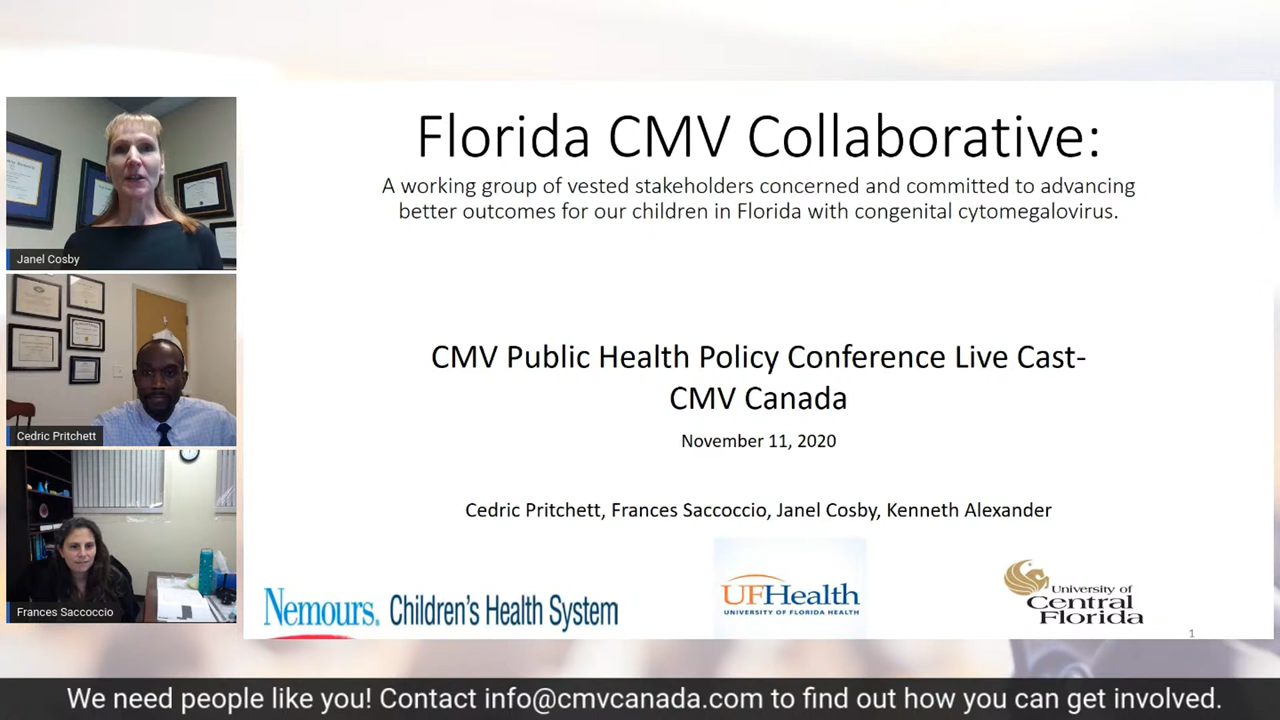 Janel Cosby
Cedric Pritchett
Frances Saccoccio
Florida CMV Collaborative:
A working group of vested stakeholders concerned and committed to advancing
better outcomes for our children in Florida with congenital cytomegalovirus.
CMV Public Health Policy Conference Live Cast-
CMV Canada
November 11, 2020
Cedric Pritchett, Frances Saccoccio, Janel Cosby, Kenneth Alexander
Nemours. Children's Health System
UFHealth
UNIVERSITY OF FLORIDA HEALTH
University of
Central
Florida
1
We need people like you! Contact info@cmvcanada.com to find out how you can get involved.